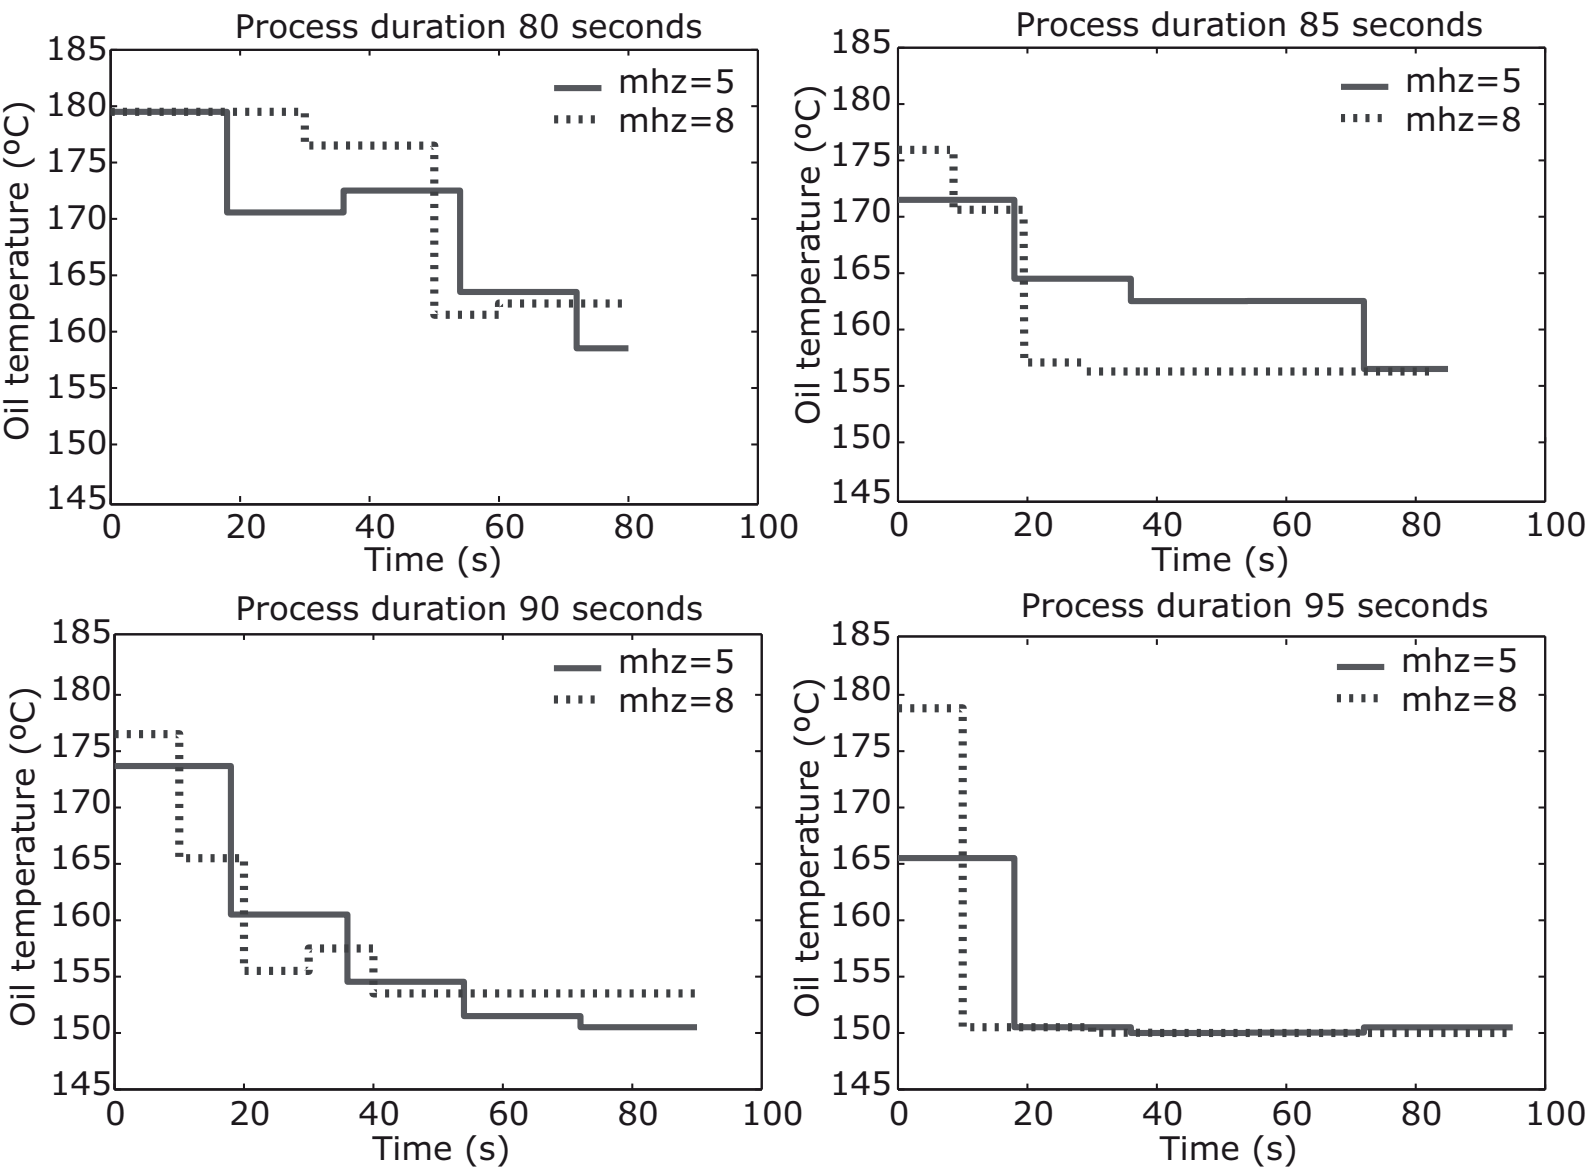 Process duration 80 seconds
185
180
175
170
165
160
155
150
145
Oil temperature (ºC)
mhz=5
mhz=8
0 20 40 60 80 100
Time (s)
Process duration 85 seconds
185
180
175
170
165
160
155
150
145
Oil temperature (ºC)
mhz=5
mhz=8
0 20 40 60 80 100
Time (s)
Process duration 90 seconds
185
180
175
170
165
160
155
150
145
Oil temperature (ºC)
mhz=5
mhz=8
0 20 40 60 80 100
Time (s)
Process duration 95 seconds
185
180
175
170
165
160
155
150
145
Oil temperature (ºC)
mhz=5
mhz=8
0 20 40 60 80 100
Time (s)